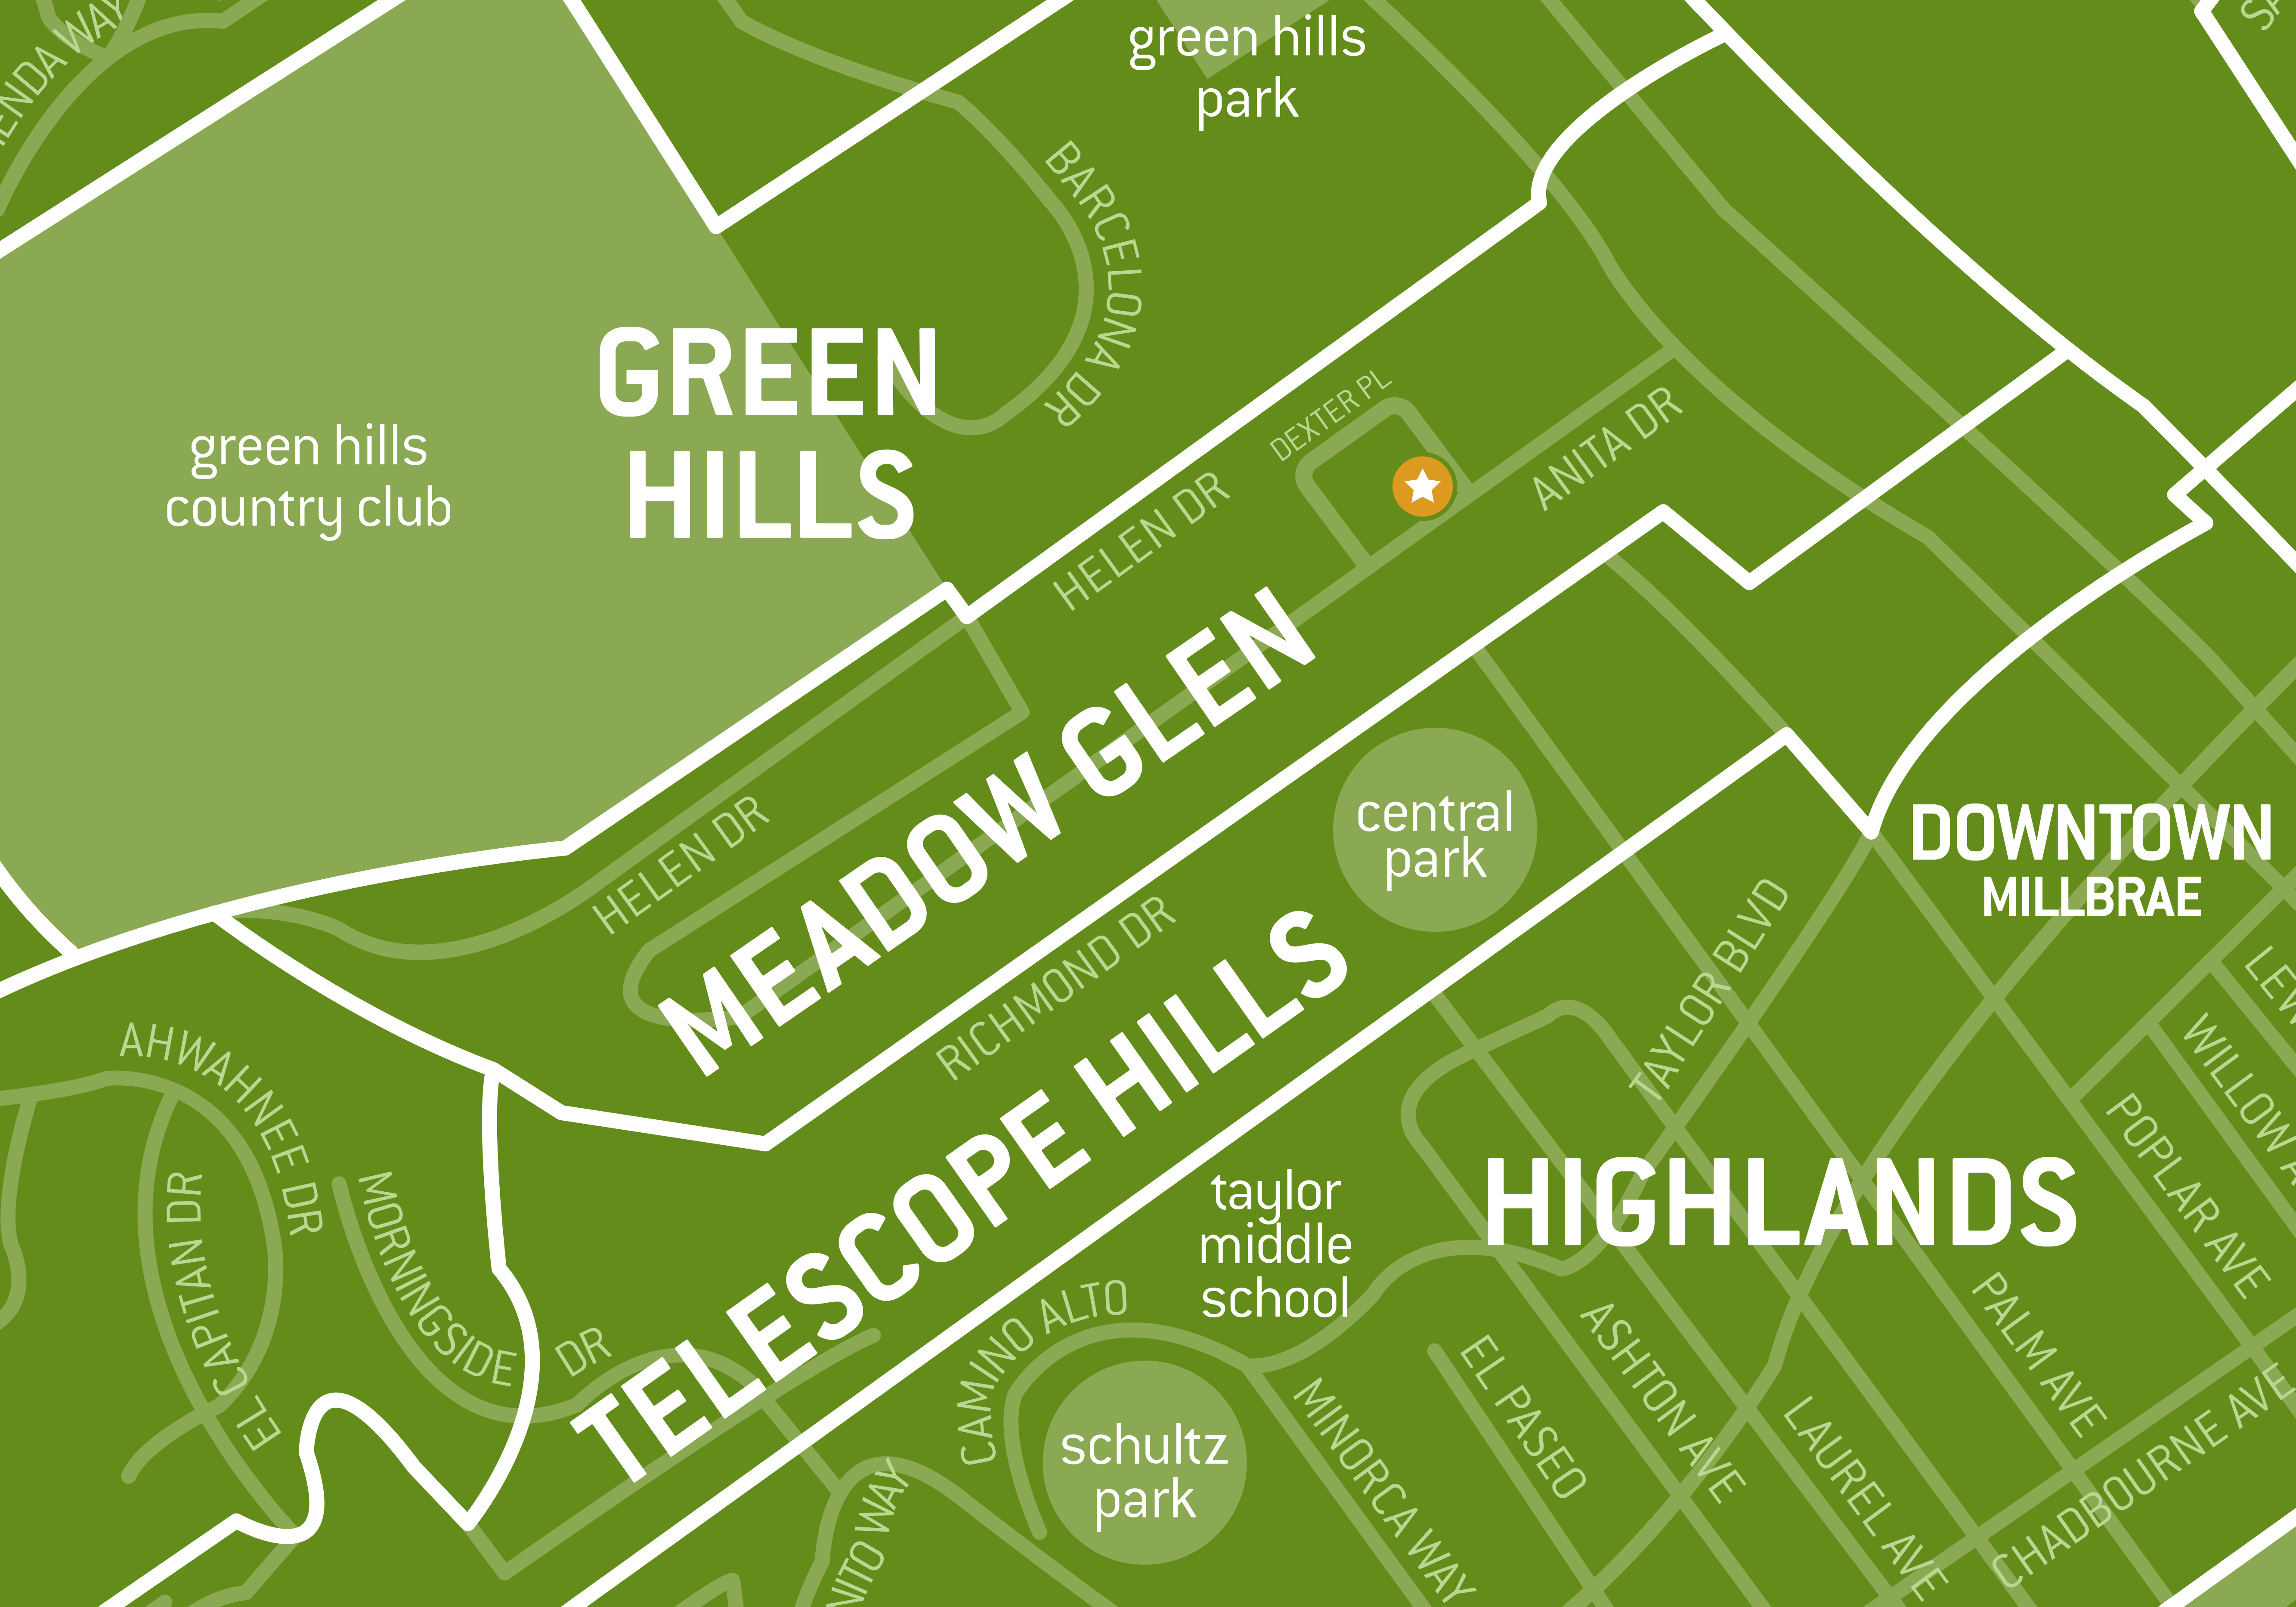 green hills
park
BARCELONA DR
GREEN
HILLS
green hills
country club
DEXTER PL
ANITA DR
HELEN DR
MEADOW GLEN
HELEN DR
central
park
DOWNTOWN
MILLBRAE
RICHMOND DR
TAYLOR BLVD
TELESCOPE HILLS
AHWAHNEE DR
EL CAPITAN DR
MORNINGSIDE DR
taylor
middle
school
HIGHLANDS
POPLAR AVE
PALM AVE
CAMINO ALTO
schultz
park
MINORCA WAY
EL PASEO
ASHTON AVE
LAUREL AVE
CHADBOURNE AVE